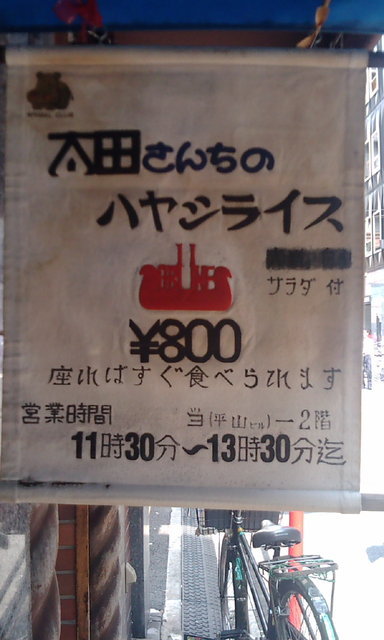 CLUB
太田さんちの
ハヤシライス
サラダ 付
¥800
座ればすぐ食べられます
営業時間 当(平山ビル)ー2階
11時30分〜13時30分迄